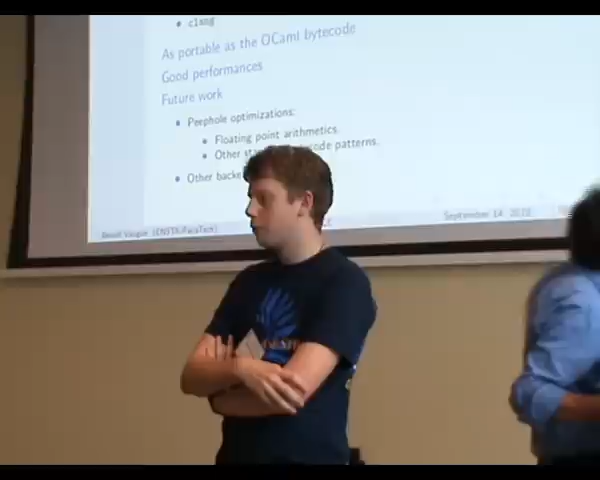 • clang
As portable as the OCaml bytecode
Good performances
Future work
• Peephole optimizations:
• Floating point arithmetics.
• Other code patterns.
• Other
(ENSTA-ParisTech)
September 14, 2010